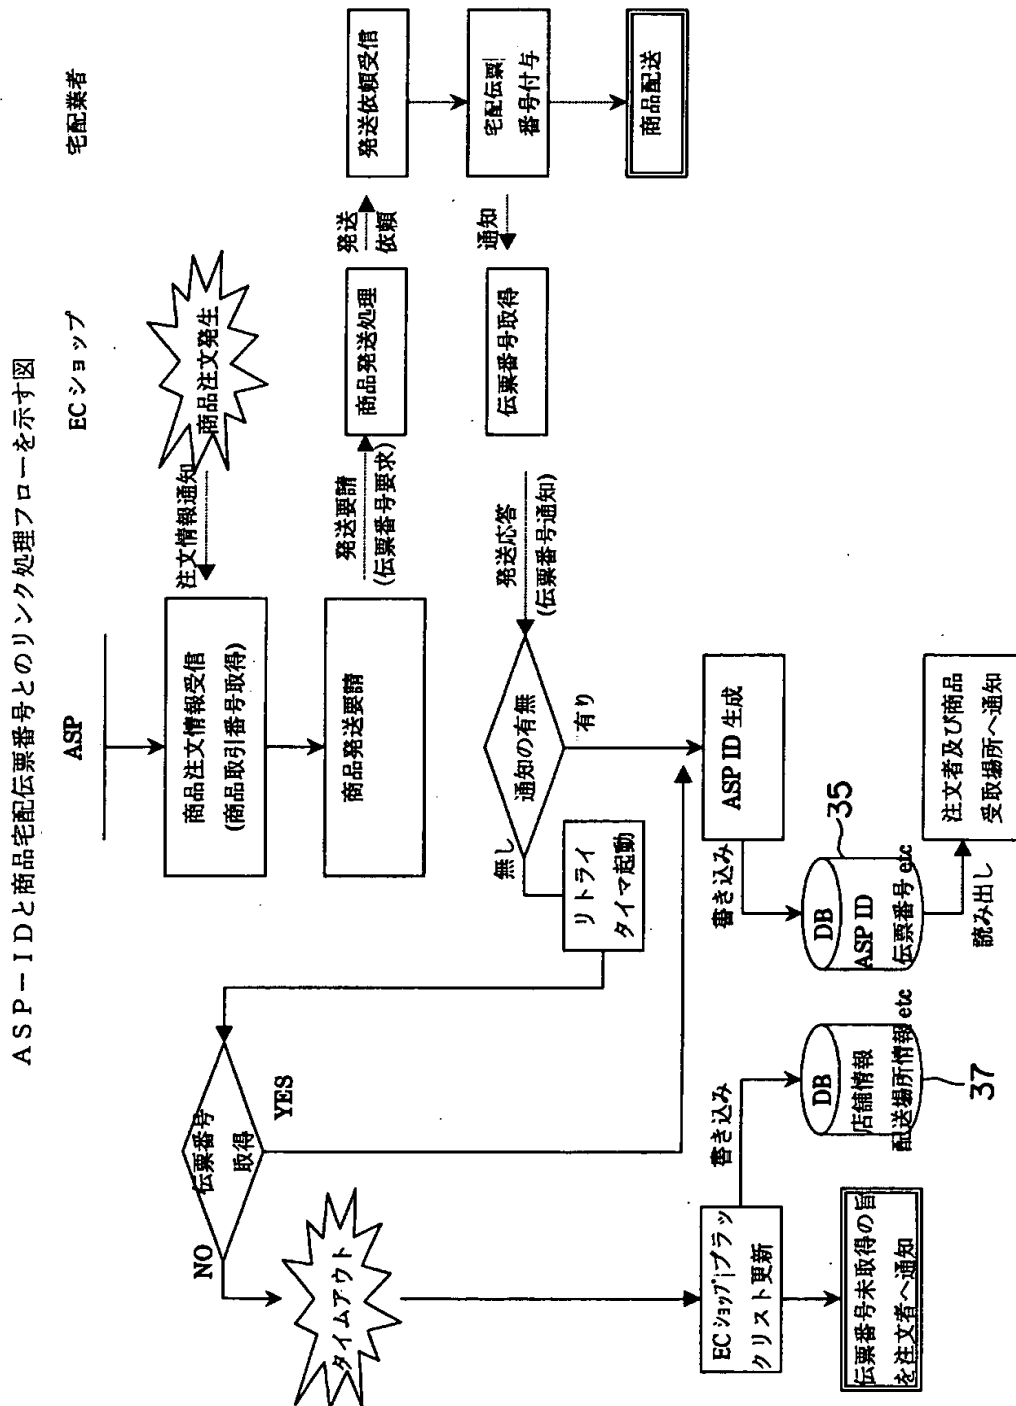 ASP－IDと商品宅配伝票番号とのリンク処理フローを示す図
ASP
ECショップ
宅配業者
商品注文発生
注文情報通知
商品注文情報受信
(商品取引番号取得)
商品発送要請
発送要請
(伝票番号要求)
商品発送処理
発送
依頼
発送依頼受信
宅配伝票
番号付与
商品配送
通知
伝票番号取得
発送応答
(伝票番号通知)
通知の有無
無し
有り
リトライ
タイマ起動
伝票番号
取得
YES
NO
タイムアウト
ASP ID 生成
書き込み
DB
ASP ID
伝票番号 etc
35
読み出し
注文者及び商品
受取場所へ通知
ECショップブラッ
クリスト更新
書き込み
DB
店舗情報
配送場所情報 etc
37
伝票番号未取得の旨
を注文者へ通知